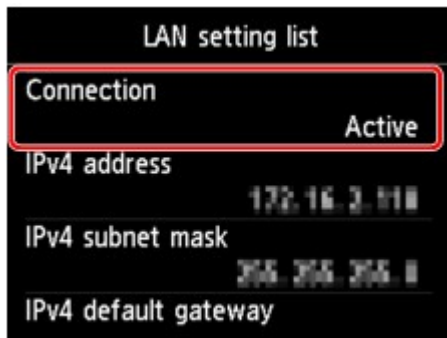 LAN setting list
Connection
Active
IPv4 address
IPv4 subnet mask
IPv4 default gateway